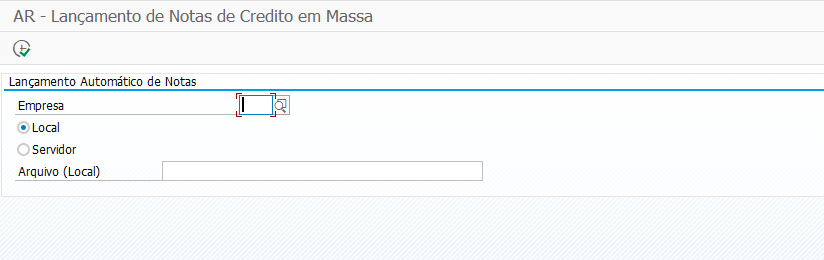 AR - Lançamento de Notas de Credito em Massa
Lançamento Automático de Notas
Empresa
Local
Servidor
Arquivo (Local)